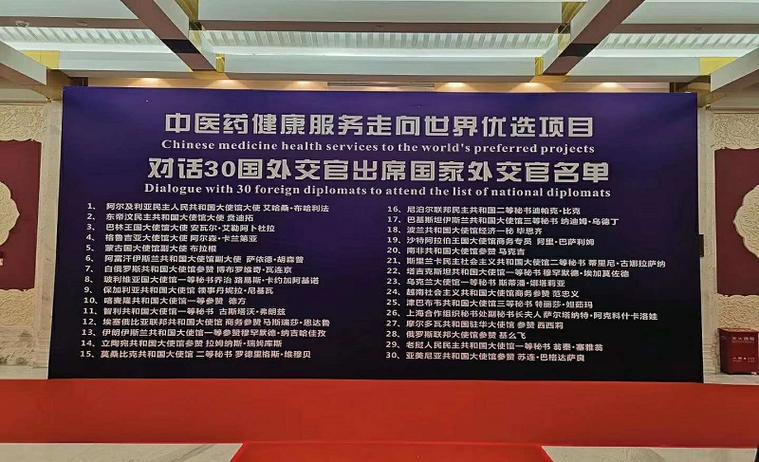 中医药健康服务走向世界优选项目
Chinese medicine health services to the world's preferred projects
对话30国外交官出席国家外交官名单
Dialogue with 30 foreign diplomats to attend the list of national diplomats
1、 阿尔及利亚民主人民共和国大使馆大使 艾哈桑·布哈利法
2、 东帝汶民主共和国大使馆大使 贲迪拓
3、 巴林王国大使馆大使 安瓦尔·艾勒阿卜杜拉
4、 格鲁吉亚大使馆大使 阿尔森·卡兰第亚
5、 蒙古国大使馆副大使 布拉根
6、 阿富汗伊斯兰共和国大使馆副大使 萨依德·胡森赞
7、 白俄罗斯共和国大使馆参赞 博布罗维奇·瓦连京
8、 玻利维亚国大使馆一等秘书乔治 路易斯·卡约加阿基诺
9、 保加利亚共和国大使馆 领事丹妮拉·尼基瓦
10、 喀麦隆共和国大使馆一等参赞 德方
11、 智利共和国大使馆一等秘书 古斯塔沃·弗朗兹
12、 埃塞俄比亚联邦共和国大使馆 商务参赞 马斯瑞莎·恩达鲁
13、 伊朗伊斯兰共和国大使馆一等参赞穆罕默德·纳吉哈佳孜
14、 立陶宛共和国大使馆参赞 拉姆纳斯·瑞姆库斯
15、 莫桑比克共和国大使馆 二等秘书 罗德里格斯·维穆贝
16、 尼泊尔联邦民主共和国二等秘书迪帕克·比克
17、 巴基斯坦伊斯兰共和国大使馆三等秘书 纳迪姆·乌德丁
18、 波兰共和国大使馆经济一秘 毕思齐
19、 沙特阿拉伯王国大使馆商务专员 阿里·巴萨利姆
20、 南非共和国大使馆参赞 马克吉
21、 斯里兰卡民主社会主义共和国大使馆二等秘书 蒂里尼·古娜拉萨纳
22、 塔吉克斯坦共和国大使馆一等秘书 穆罕默德·埃加莫佐德
23、 乌克兰大使馆一等秘书 斯蒂浦·娜塔莉亚
24、 越南社会主义共和国大使馆商务参赞 范忠义
25、 津巴布韦共和国大使馆三等秘书 特丽莎·如茹玛
26、 上海合作组织秘书处副秘书长夫人 萨尔塔纳特·阿克科什卡洛娃
27、 摩尔多瓦共和国驻华大使馆 参赞 西西莉
28、 俄罗斯联邦大使馆参赞 基么飞
29、 老挝人民民主共和国大使馆一等秘书 翁泰·塞雅翁
30、 亚美尼亚共和国大使馆参赞 苏连·巴格达萨良